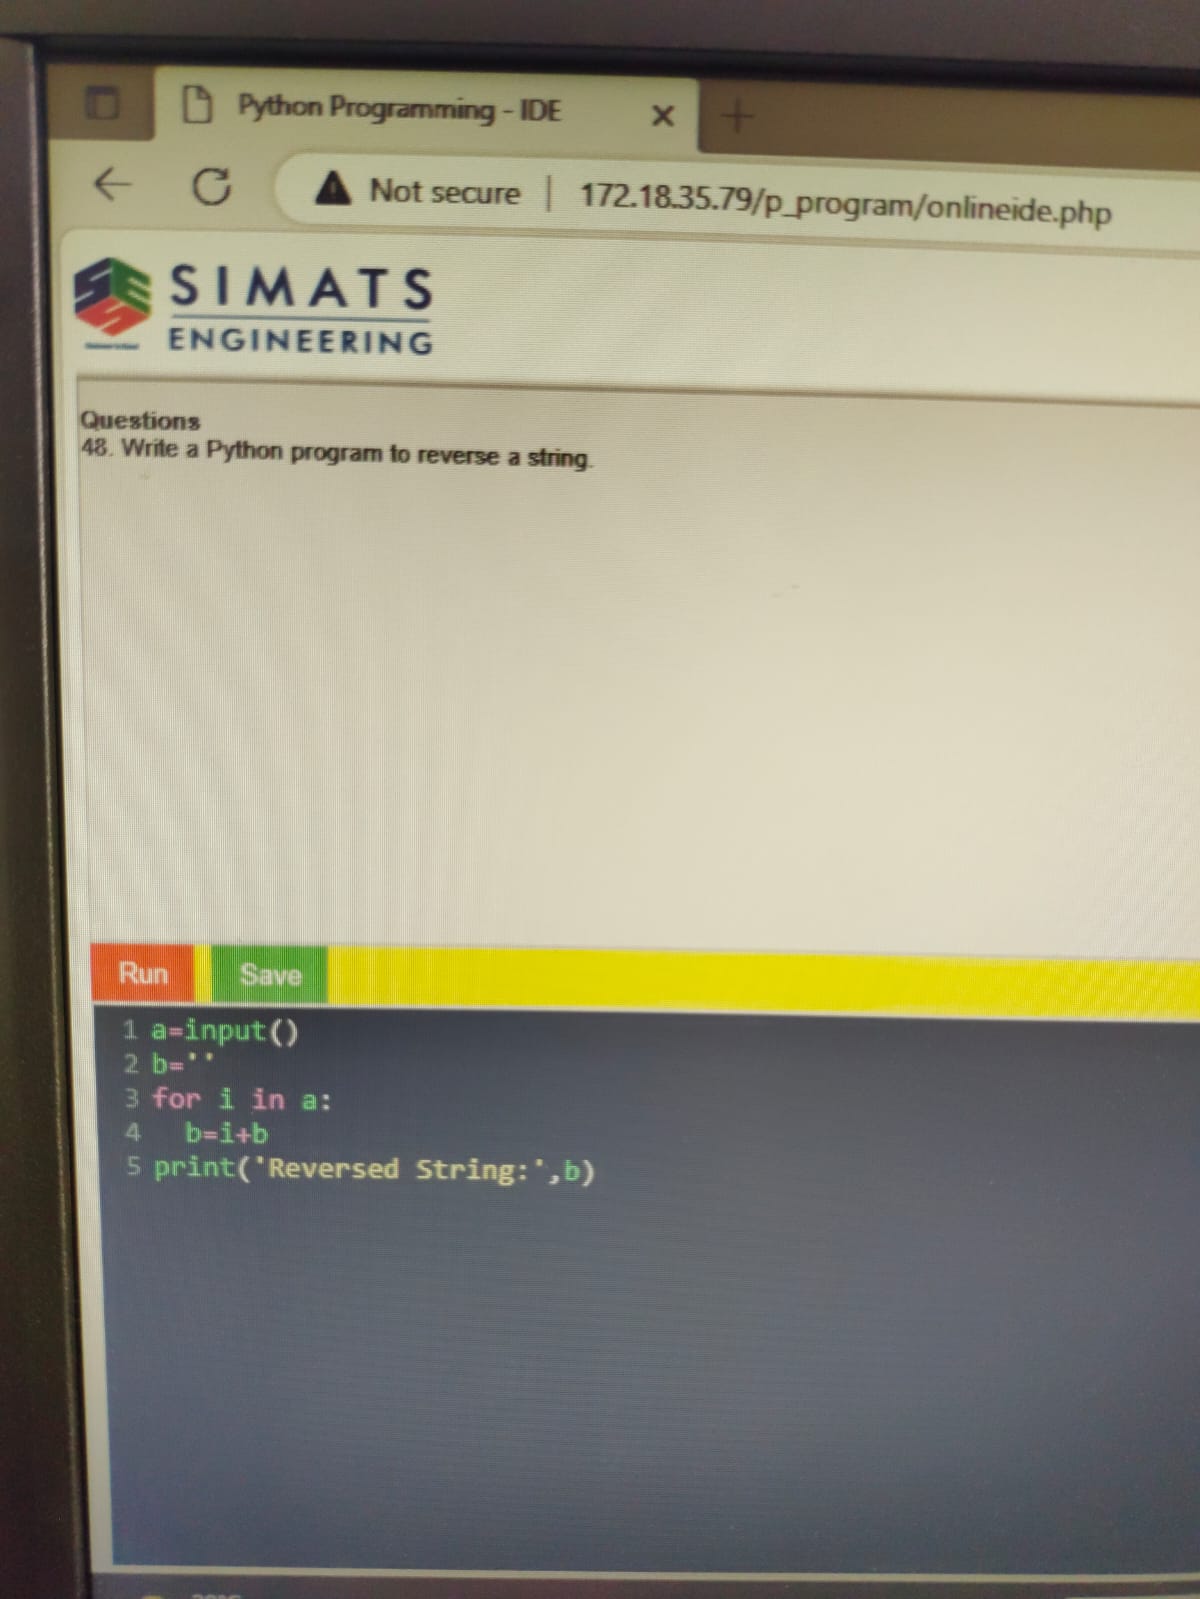 Python Programming - IDE
Not secure | 172.18.35.79/p_program/onlineide.php
SIMATS
ENGINEERING
Questions
48. Write a Python program to reverse a string.
Run Save
1 a=input()
2 b=''
3 for i in a:
4   b=i+b
5 print('Reversed String:',b)